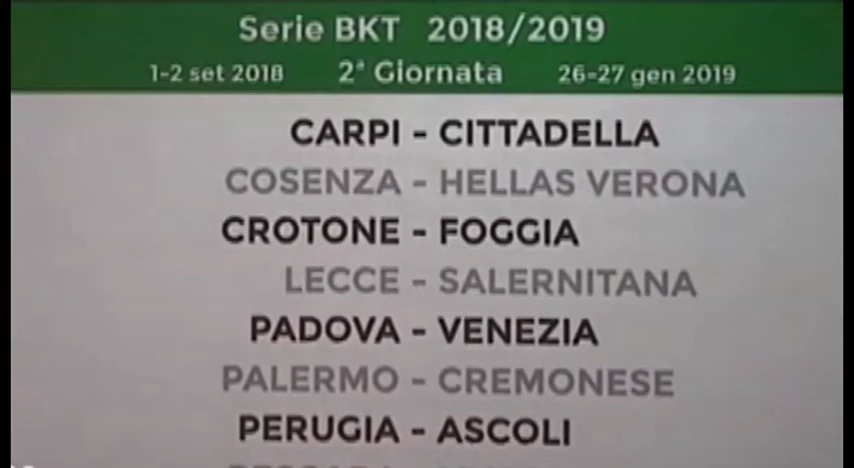 Serie BKT 2018/2019
1-2 set 2018 2ª Giornata 26-27 gen 2019
CARPI - CITTADELLA
COSENZA - HELLAS VERONA
CROTONE - FOGGIA
LECCE - SALERNITANA
PADOVA - VENEZIA
PALERMO - CREMONESE
PERUGIA - ASCOLI